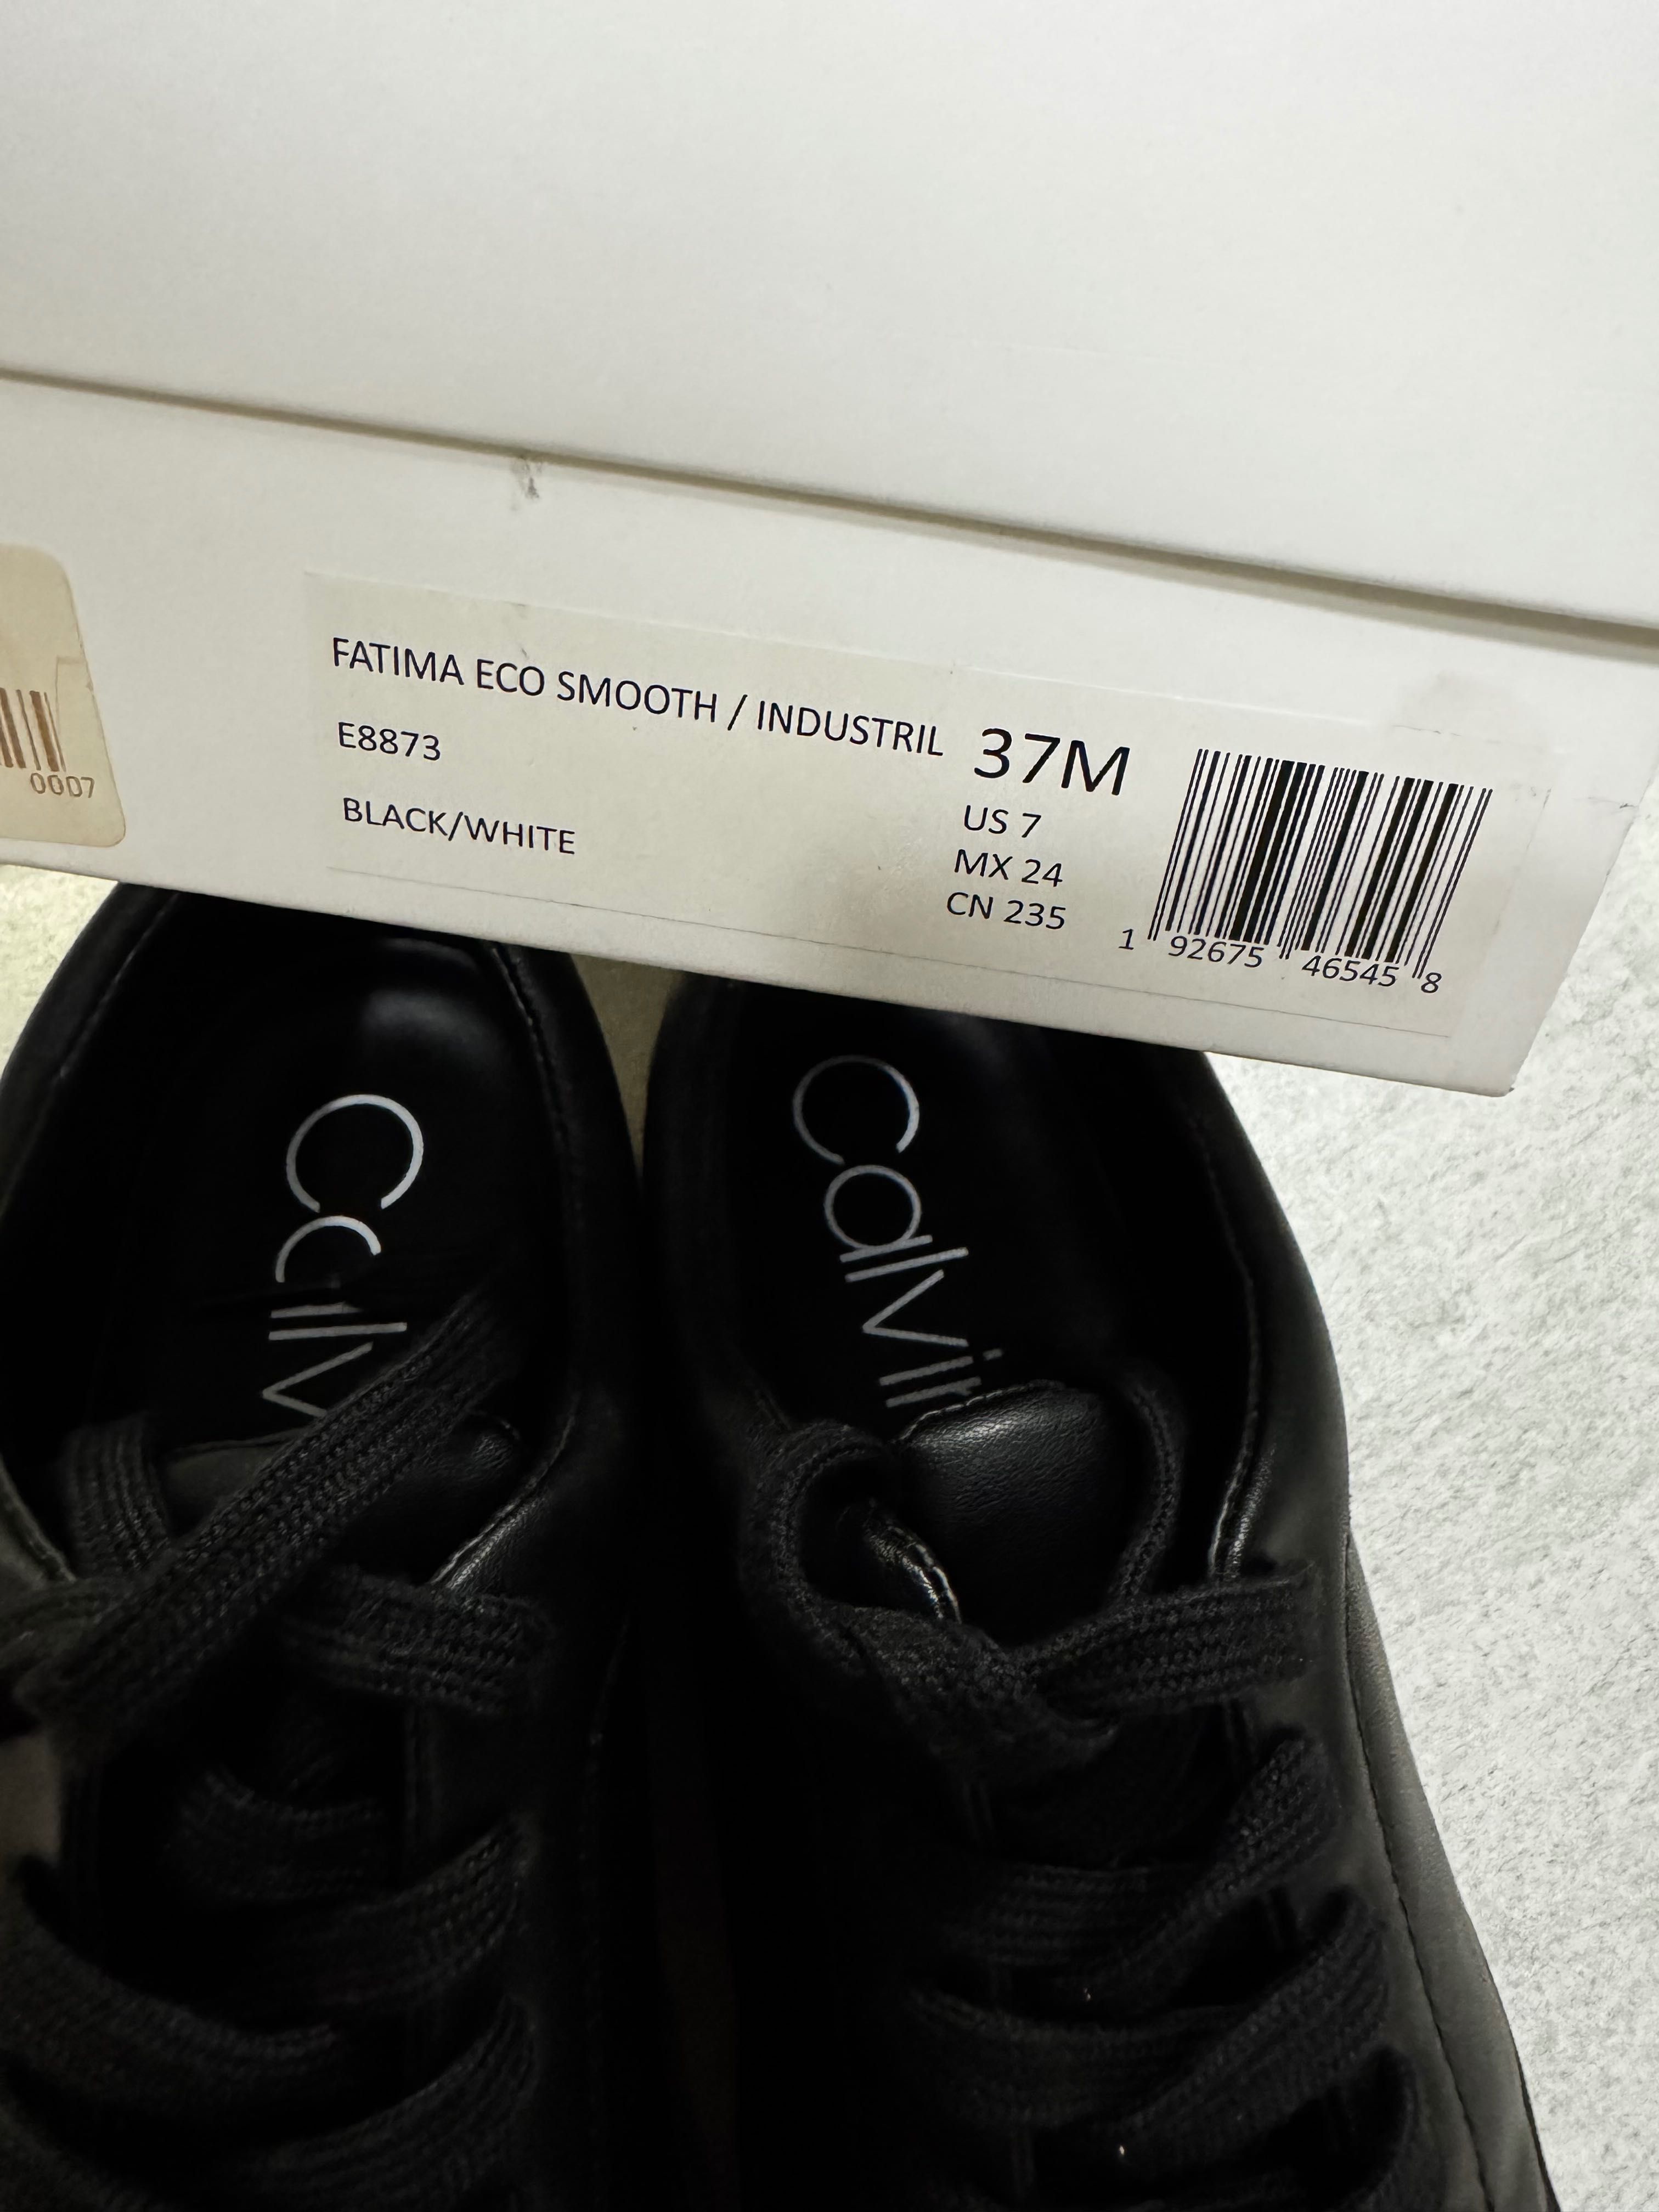 FATIMA ECO SMOOTH / INDUSTRIL
E8873
BLACK/WHITE
37M
US 7
MX 24
CN 235
1 92675 46545 8
0007
Calv
Calvin